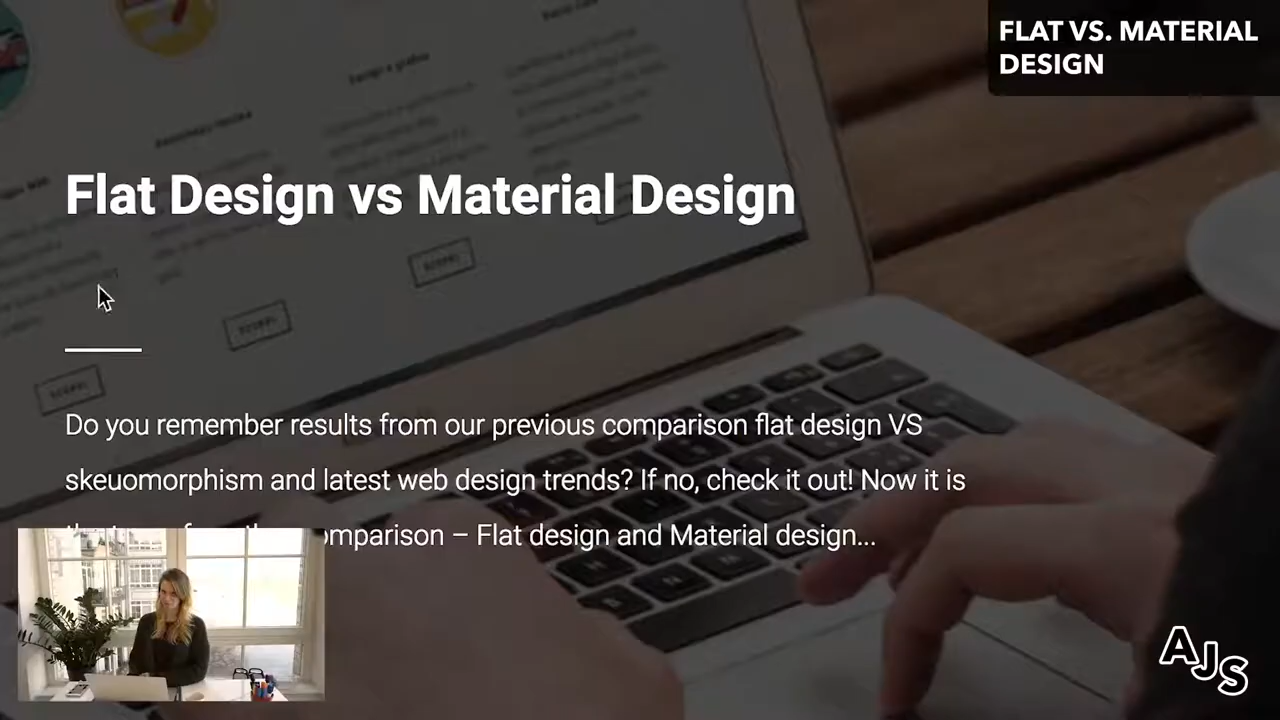 FLAT VS. MATERIAL
DESIGN
Flat Design vs Material Design
Do you remember results from our previous comparison flat design VS
skeuomorphism and latest web design trends? If no, check it out! Now it is
comparison – Flat design and Material design...
AJS